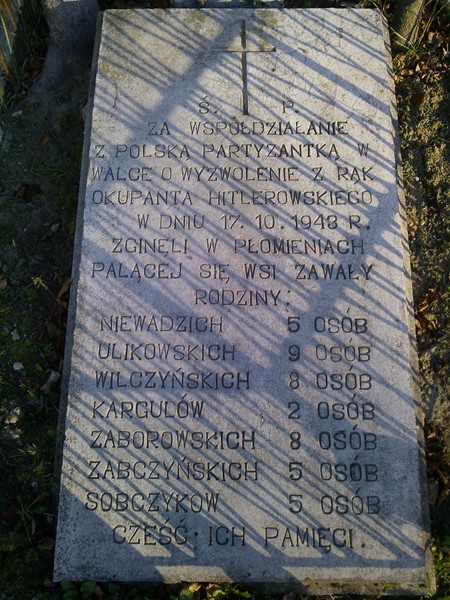 Ś. P.
ZA WSPÓŁDZIAŁANIE
Z POLSKĄ PARTYZANTKĄ W
WALCE O WYZWOLENIE Z RĄK
OKUPANTA HITLEROWSKIEGO
W DNIU 17. 10. 1943 R.
ZGINĘLI W PŁOMIENIACH
PALĄCEJ SIĘ WSI ZAWAŁY
RODZINY:
NIEWADZICH 5 OSÓB
ULIKOWSKICH 9 OSÓB
WILCZYŃSKICH 8 OSÓB
KARGULÓW 2 OSÓB
ZABOROWSKICH 8 OSÓB
ZĄBCZYŃSKICH 5 OSÓB
SOBCZYKÓW 5 OSÓB
CZEŚĆ ICH PAMIĘCI.